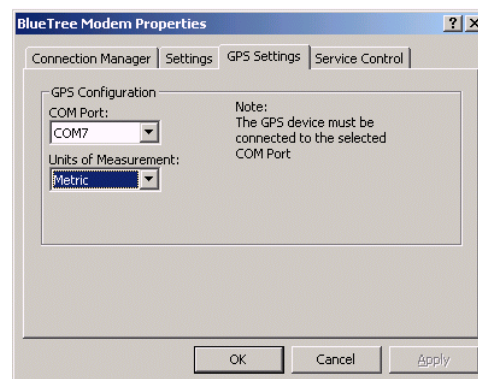 BlueTree Modem Properties
Connection Manager Settings GPS Settings Service Control
GPS Configuration
COM Port:
COM7
Units of Measurement:
Metric
Note:
The GPS device must be
connected to the selected
COM Port
OK Cancel Apply